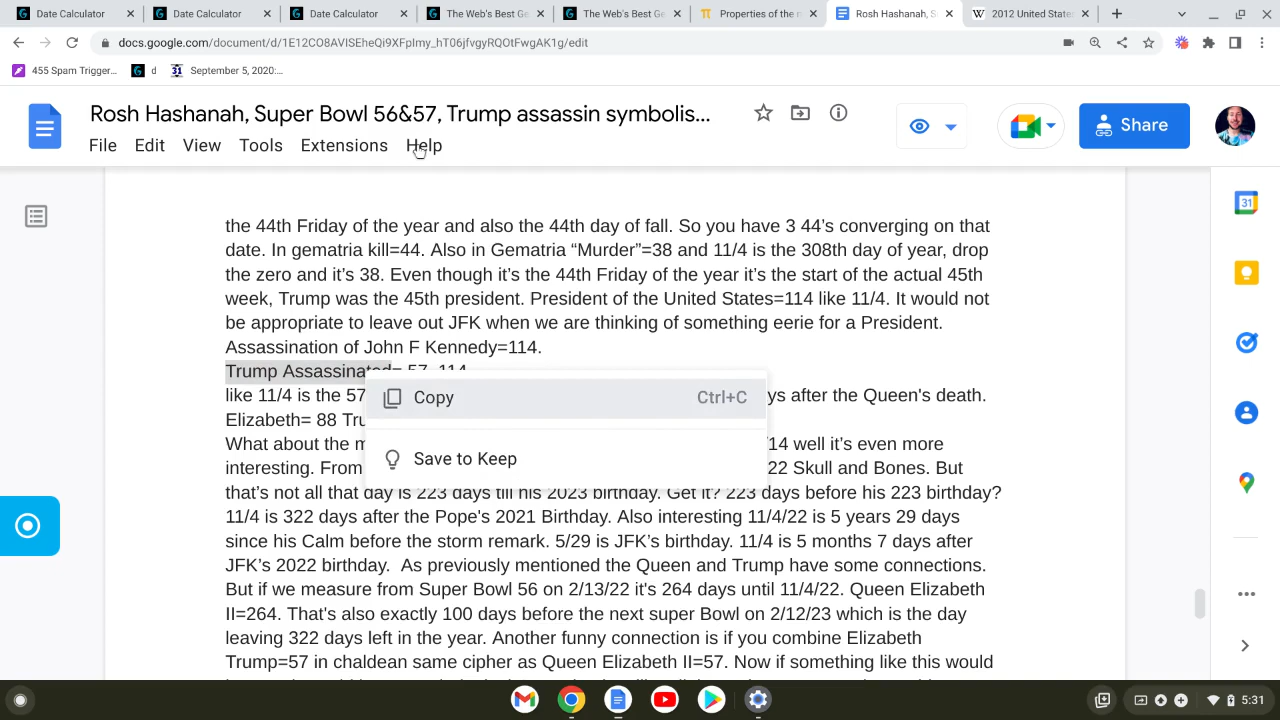 Date Calculator
Date Calculator
Date Calculator
The Web's Best Ge
The Web's Best Ge
Properties of the n
Rosh Hashanah, S
2012 United States
docs.google.com/document/d/1E12CO8AVISEheQi9XFpImy_hT06jfvgyRQOtFwgAK1g/edit
455 Spam Trigger...
d
September 5, 2020:...
Rosh Hashanah, Super Bowl 56&57, Trump assassin symbolis...
Share
File Edit View Tools Extensions Help
the 44th Friday of the year and also the 44th day of fall. So you have 3 44’s converging on that
date. In gematria kill=44. Also in Gematria “Murder”=38 and 11/4 is the 308th day of year, drop
the zero and it’s 38. Even though it’s the 44th Friday of the year it’s the start of the actual 45th
week, Trump was the 45th president. President of the United States=114 like 11/4. It would not
be appropriate to leave out JFK when we are thinking of something eerie for a President.
Assassination of John F Kennedy=114.
Trump Assassinated= 57, 114
like 11/4 is the 57
ys after the Queen's death.
Elizabeth= 88 Tru
What about the m
/14 well it’s even more
interesting. From
22 Skull and Bones. But
that’s not all that day is 223 days till his 2023 birthday. Get it? 223 days before his 223 birthday?
11/4 is 322 days after the Pope's 2021 Birthday. Also interesting 11/4/22 is 5 years 29 days
since his Calm before the storm remark. 5/29 is JFK’s birthday. 11/4 is 5 months 7 days after
JFK’s 2022 birthday.  As previously mentioned the Queen and Trump have some connections.
But if we measure from Super Bowl 56 on 2/13/22 it's 264 days until 11/4/22. Queen Elizabeth
II=264. That's also exactly 100 days before the next super Bowl on 2/12/23 which is the day
leaving 322 days left in the year. Another funny connection is if you combine Elizabeth
Trump=57 in chaldean same cipher as Queen Elizabeth II=57. Now if something like this would
Copy Ctrl+C
Save to Keep
5:31